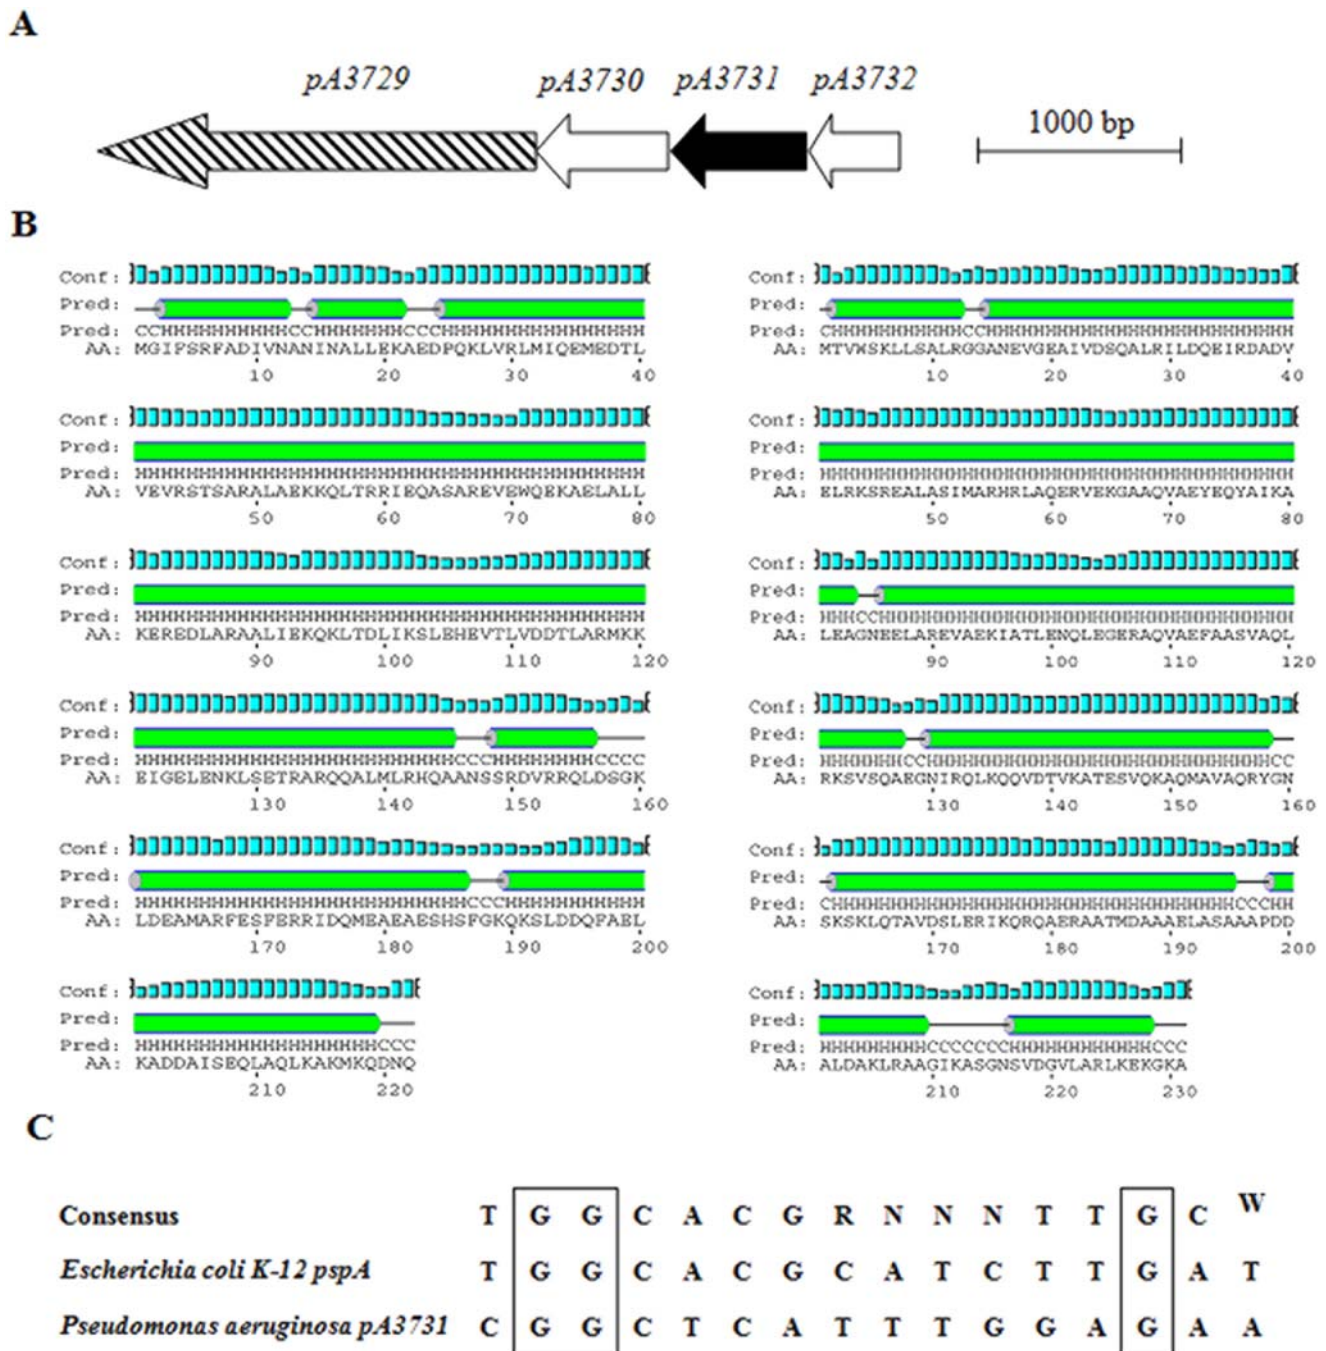 A
pA3729 pA3730 pA3731 pA3732
1000 bp
B
Conf:
Pred:
Pred: CCHHHHHHHHHHCCHHHHHHHCCCHHHHHHHHHHHHHHHH
AA: MGIFSRFADIVNANINALLEKAEDPQKLVRLMIQEMEDTL
10 20 30 40
Conf:
Pred:
Pred: HHHHHHHHHHHHHHHHHHHHHHHHHHHHHHHHHHHHHHHH
AA: VEVRSTSARALAEKKQLTRRIEQASAREVEWQEKAELALL
50 60 70 80
Conf:
Pred:
Pred: HHHHHHHHHHHHHHHHHHHHHHHHHHHHHHHHHHHHHHHH
AA: KEREDLARAALIEKQKLTDLIKSLEHEVTLVDDTLARMKK
90 100 110 120
Conf:
Pred:
Pred: HHHHHHHHHHHHHHHHHHHHHHHHHCCCHHHHHHHHCCCC
AA: EIGELENKLSETRARQQALMLRHQAANSSRDVRRQLDSGK
130 140 150 160
Conf:
Pred:
Pred: HHHHHHHHHHHHHHHHHHHHHHHHHHCCCHHHHHHHHHHH
AA: LDEAMARFESFERRIDQMEAEAESHSFGKQKSLDDQFAEL
170 180 190 200
Conf:
Pred:
Pred: HHHHHHHHHHHHHHHHHHHCCC
AA: KADDAISEQLAQLKAKMKQDNQ
210 220
Conf:
Pred:
Pred: CHHHHHHHHHHHCCHHHHHHHHHHHHHHHHHHHHHHHHHH
AA: MTVWSKLLSALRGGANEVGEAIVDSQALRILDQEIRDADV
10 20 30 40
Conf:
Pred:
Pred: HHHHHHHHHHHHHHHHHHHHHHHHHHHHHHHHHHHHHHHH
AA: ELRKSREALASIMARHRLAQERVEKGAAQVAEYEQYAIKA
50 60 70 80
Conf:
Pred:
Pred: HHHCCHHHHHHHHHHHHHHHHHHHHHHHHHHHHHHHHHHH
AA: LEAGNEELAREVAEKIATLENQLEGERAQVAEFAASVAQL
90 100 110 120
Conf:
Pred:
Pred: HHHHHHHCCHHHHHHHHHHHHHHHHHHHHHHHHHHHHHCC
AA: RKSVSQAEGNIRQLKQQVDTVKATESVQKAQMAVAQRYGN
130 140 150 160
Conf:
Pred:
Pred: CHHHHHHHHHHHHHHHHHHHHHHHHHHHHHHHHHHCCCHH
AA: SKSKLQTAVDSLERIKQRQAERAATMDAAAELASAAAPDD
170 180 190 200
Conf:
Pred:
Pred: HHHHHHHHHCCCCCCCHHHHHHHHHHHHCCC
AA: ALDAKLRAAGIKASGNSVDGVLARLKEKGKA
210 220 230
C
Consensus T G G C A C G R N N N T T G C W
Escherichia coli K-12 pspA T G G C A C G C A T C T T G A T
Pseudomonas aeruginosa pA3731 C G G C T C A T T T G G A G A A